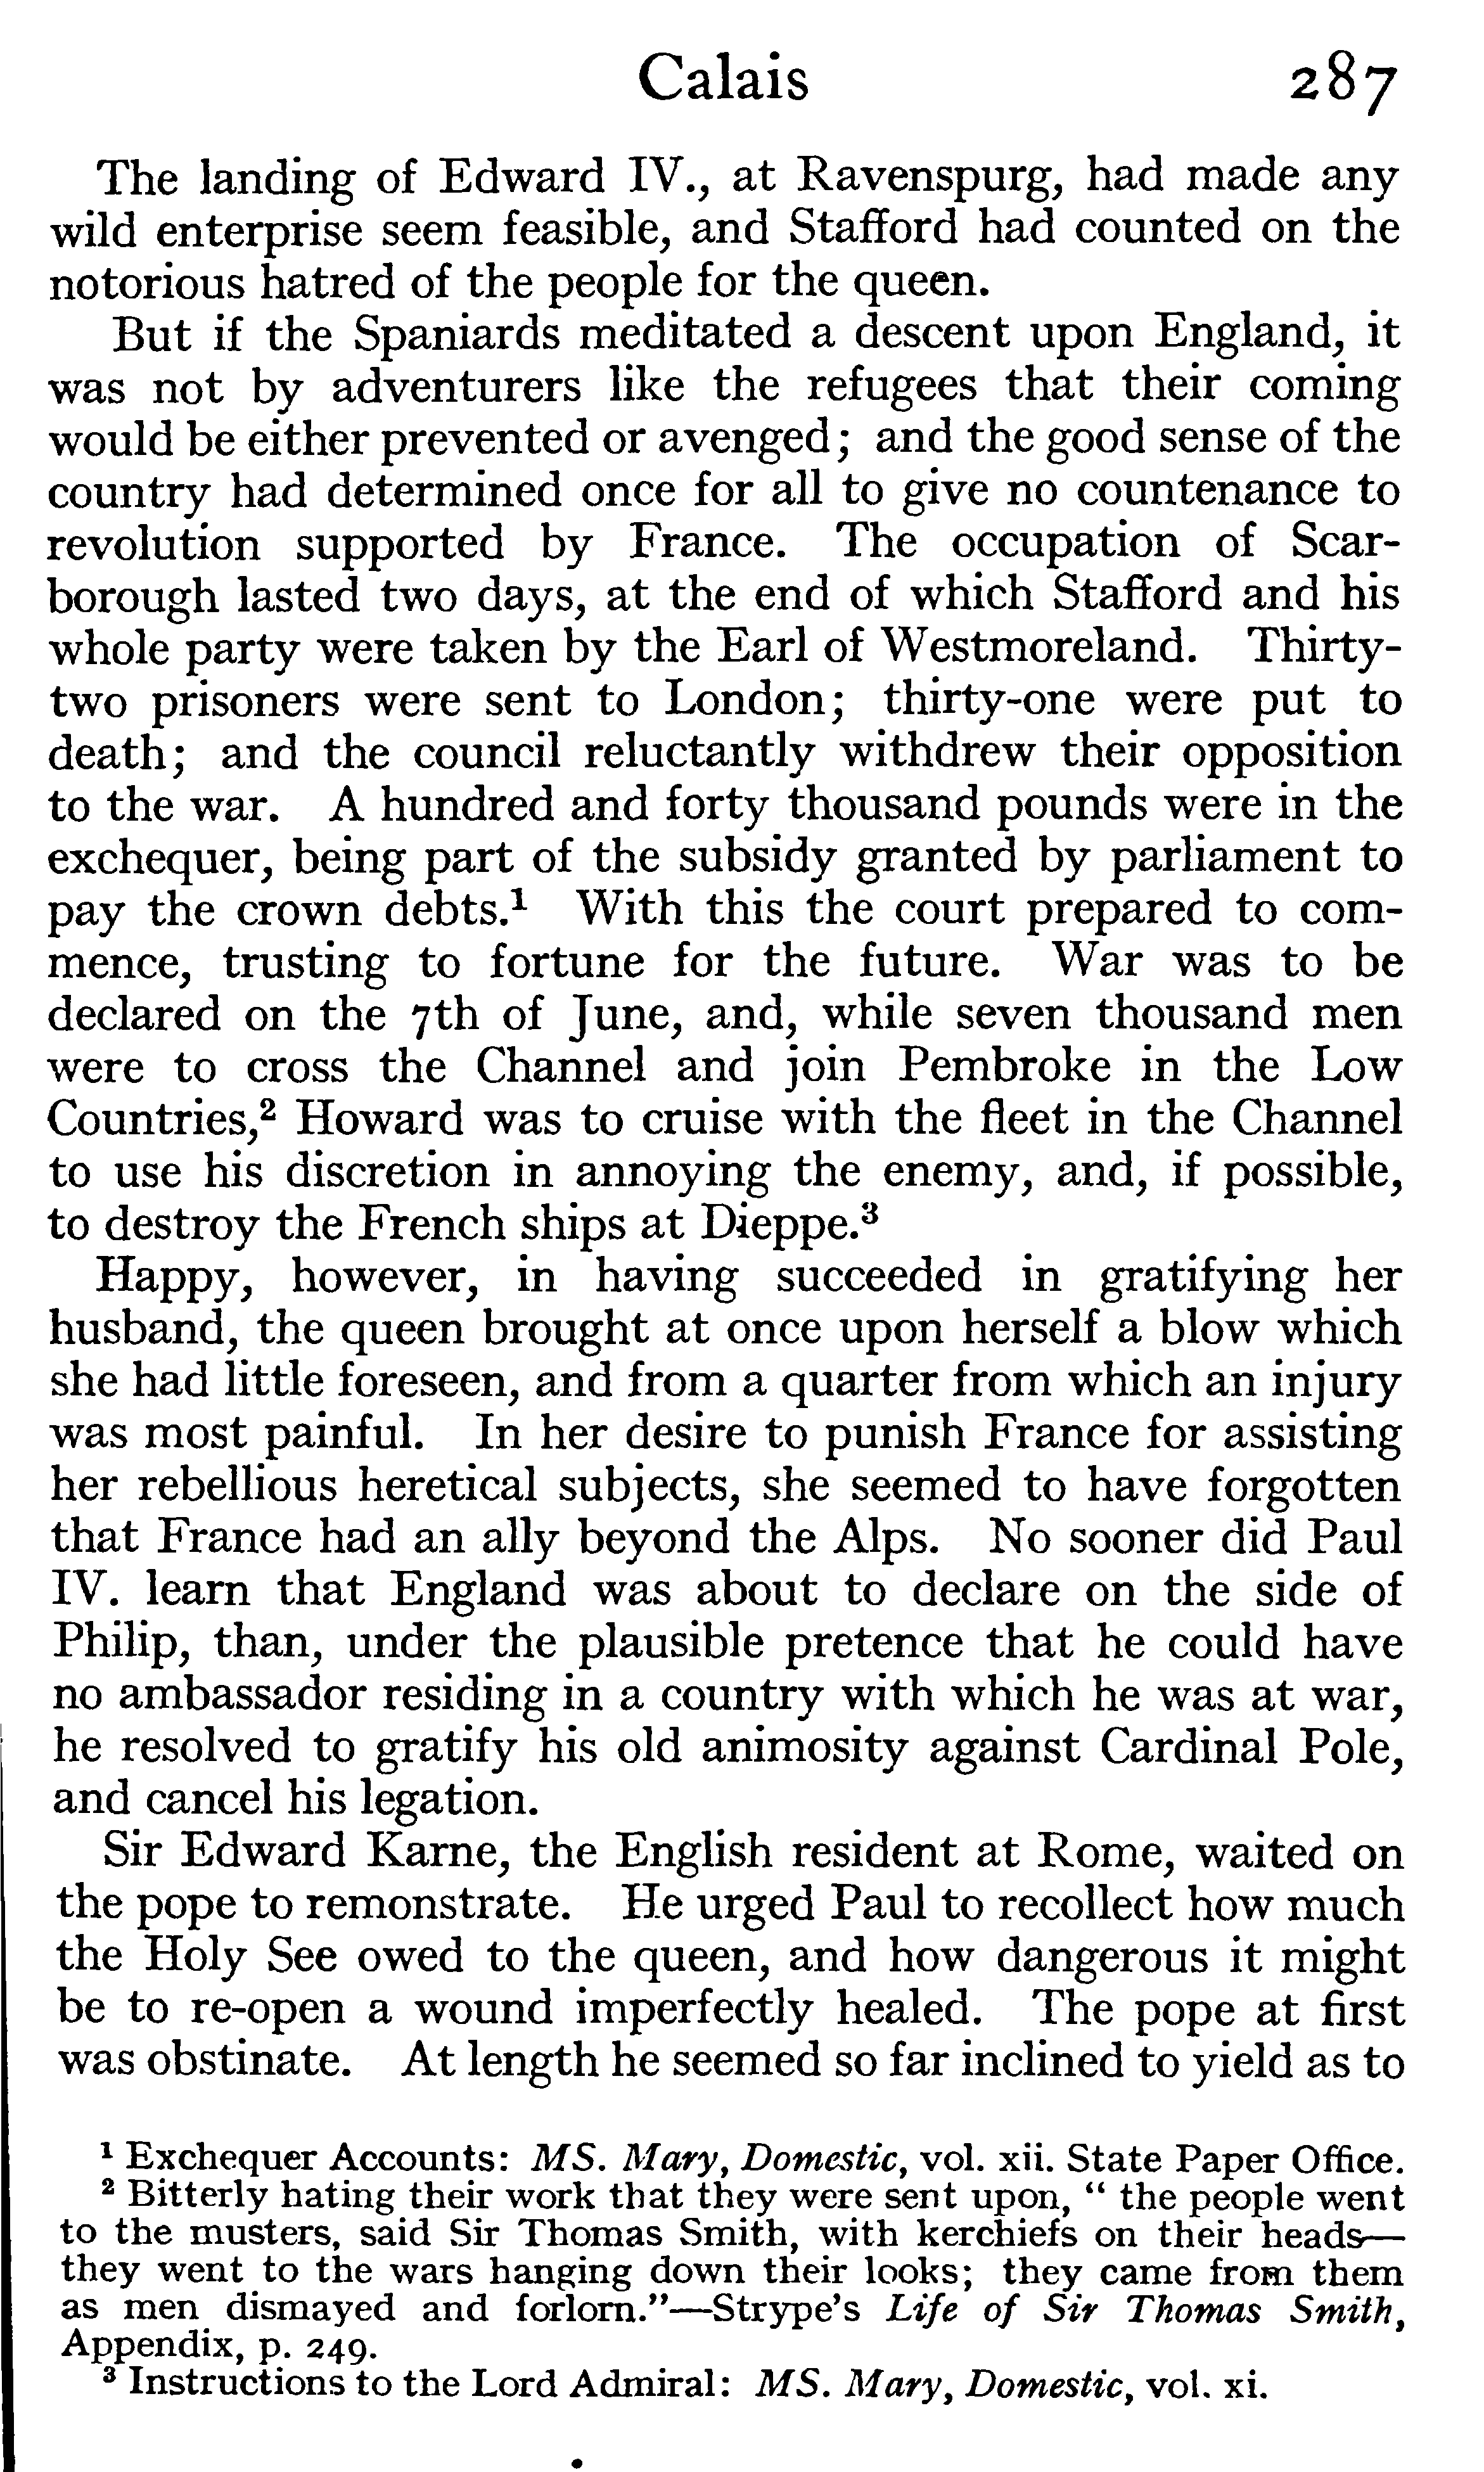 Calais 287
The landing of Edward IV., at Ravenspurg, had made any
wild enterprise seem feasible, and Stafford had counted on the
notorious hatred of the people for the queen.
But if the Spaniards meditated a descent upon England, it
was not by adventurers like the refugees that their coming
would be either prevented or avenged; and the good sense of the
country had determined once for all to give no countenance to
revolution supported by France. The occupation of Scar-
borough lasted two days, at the end of which Stafford and his
whole party were taken by the Earl of Westmoreland. Thirty-
two prisoners were sent to London; thirty-one were put to
death; and the council reluctantly withdrew their opposition
to the war. A hundred and forty thousand pounds were in the
exchequer, being part of the subsidy granted by parliament to
pay the crown debts.¹ With this the court prepared to com-
mence, trusting to fortune for the future. War was to be
declared on the 7th of June, and, while seven thousand men
were to cross the Channel and join Pembroke in the Low
Countries,² Howard was to cruise with the fleet in the Channel
to use his discretion in annoying the enemy, and, if possible,
to destroy the French ships at Dieppe.³
Happy, however, in having succeeded in gratifying her
husband, the queen brought at once upon herself a blow which
she had little foreseen, and from a quarter from which an injury
was most painful. In her desire to punish France for assisting
her rebellious heretical subjects, she seemed to have forgotten
that France had an ally beyond the Alps. No sooner did Paul
IV. learn that England was about to declare on the side of
Philip, than, under the plausible pretence that he could have
no ambassador residing in a country with which he was at war,
he resolved to gratify his old animosity against Cardinal Pole,
and cancel his legation.
Sir Edward Karne, the English resident at Rome, waited on
the pope to remonstrate. He urged Paul to recollect how much
the Holy See owed to the queen, and how dangerous it might
be to re-open a wound imperfectly healed. The pope at first
was obstinate. At length he seemed so far inclined to yield as to
¹ Exchequer Accounts: MS. Mary, Domestic, vol. xii. State Paper Office.
² Bitterly hating their work that they were sent upon, “ the people went
to the musters, said Sir Thomas Smith, with kerchiefs on their heads—
they went to the wars hanging down their looks; they came from them
as men dismayed and forlorn.”—Strype’s Life of Sir Thomas Smith,
Appendix, p. 249.
³ Instructions to the Lord Admiral: MS. Mary, Domestic, vol. xi.